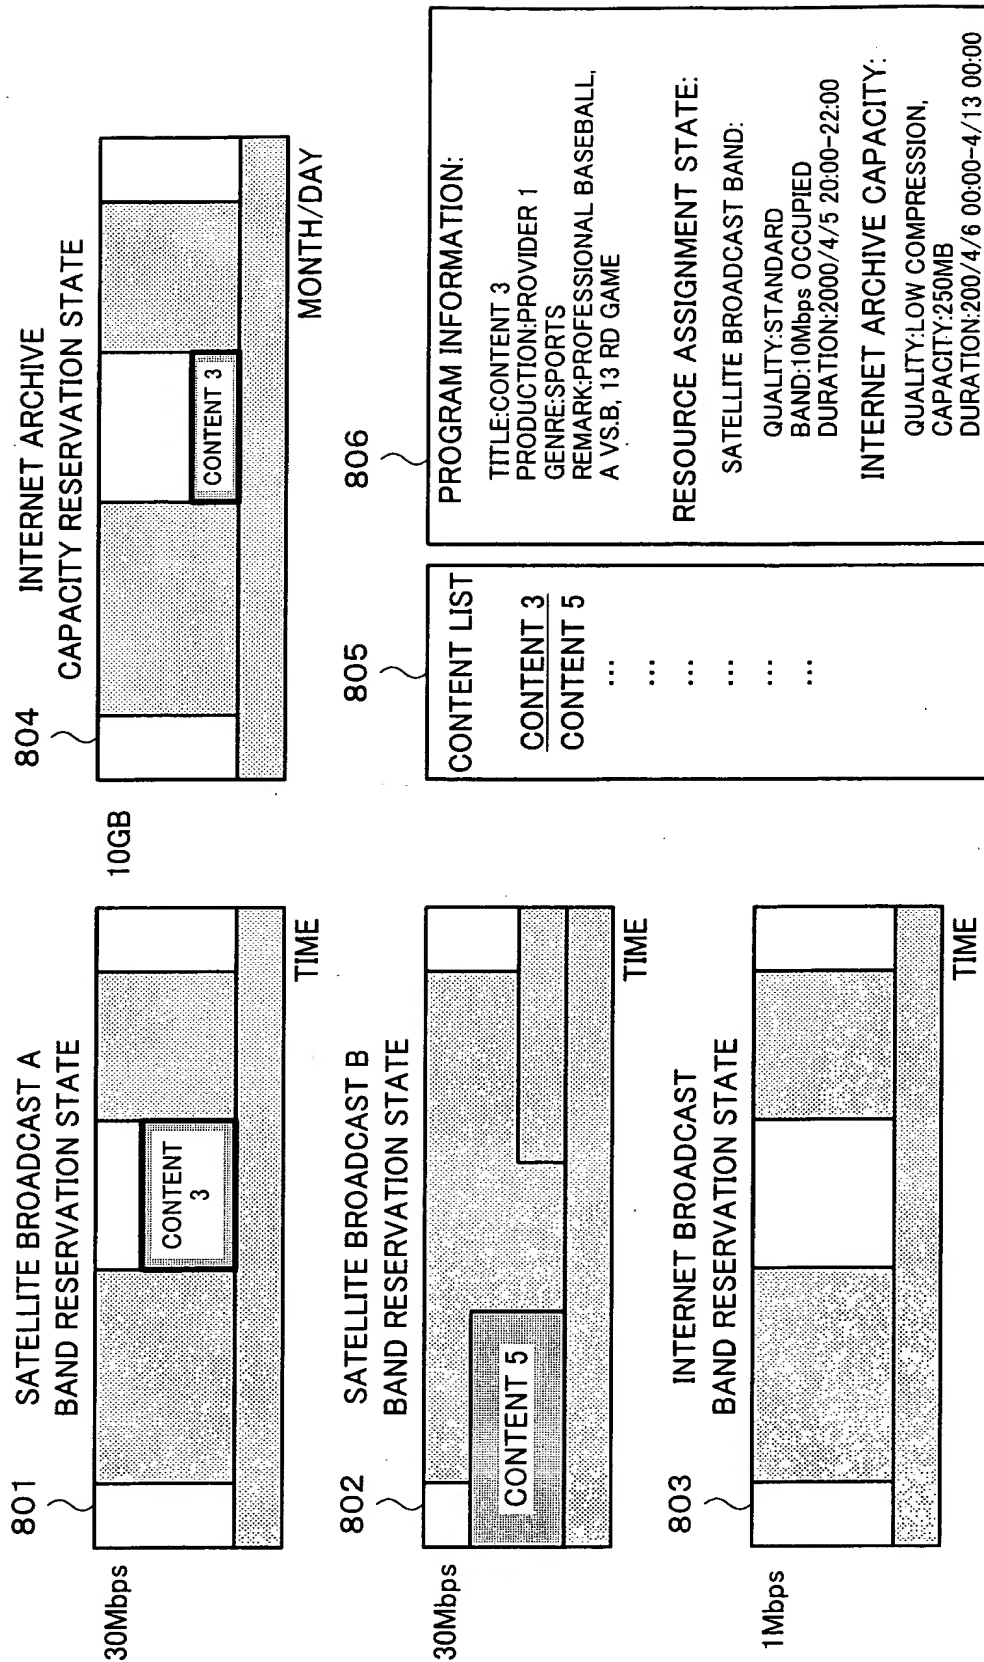 801
SATELLITE BROADCAST A
BAND RESERVATION STATE
30Mbps
CONTENT
3
TIME
802
SATELLITE BROADCAST B
BAND RESERVATION STATE
30Mbps
CONTENT 5
TIME
803
INTERNET BROADCAST
BAND RESERVATION STATE
1Mbps
TIME
804
INTERNET ARCHIVE
CAPACITY RESERVATION STATE
10GB
CONTENT 3
MONTH/DAY
805
CONTENT LIST
CONTENT 3
CONTENT 5
...
...
...
...
...
...
806
PROGRAM INFORMATION:
TITLE:CONTENT 3
PRODUCTION:PROVIDER 1
GENRE:SPORTS
REMARK:PROFESSIONAL BASEBALL,
A VS.B, 13 RD GAME
RESOURCE ASSIGNMENT STATE:
SATELLITE BROADCAST BAND:
QUALITY:STANDARD
BAND:10Mbps OCCUPIED
DURATION:2000/4/5 20:00-22:00
INTERNET ARCHIVE CAPACITY:
QUALITY:LOW COMPRESSION,
CAPACITY:250MB
DURATION:200/4/6 00:00-4/13 00:00